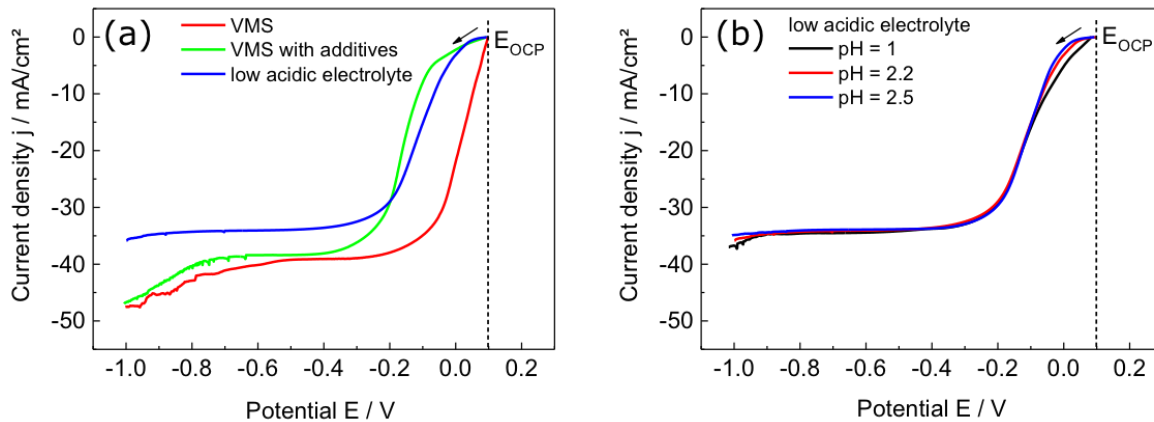 (a)
VMS
VMS with additives
low acidic electrolyte
E_OCP
0
-10
-20
-30
-40
-50
Current density j / mA/cm²
-1.0 -0.8 -0.6 -0.4 -0.2 0.0 0.2
Potential E / V
(b)
low acidic electrolyte
pH = 1
pH = 2.2
pH = 2.5
E_OCP
0
-10
-20
-30
-40
-50
Current density j / mA/cm²
-1.0 -0.8 -0.6 -0.4 -0.2 0.0 0.2
Potential E / V